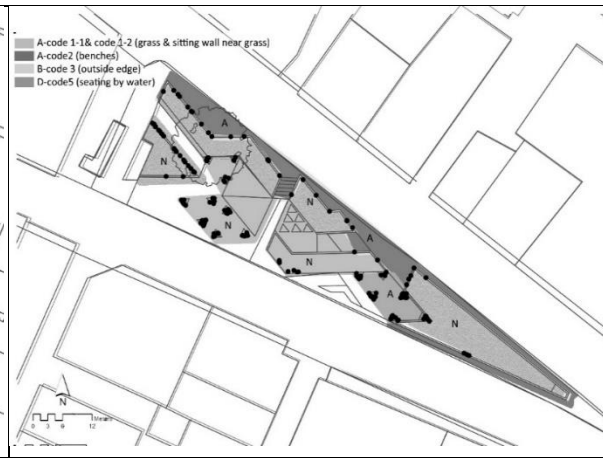 A-code 1-1& code 1-2 (grass & sitting wall near grass)
A-code2 (benches)
B-code 3 (outside edge)
D-code5 (seating by water)
A
N
N
N
A
N
A
N
N
Meters
0 3 6 12